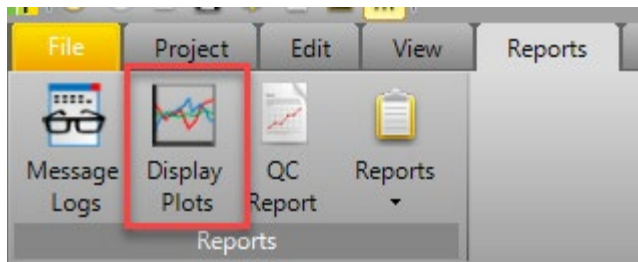 File Project Edit View Reports
Message Logs
Display Plots
QC Report
Reports
Reports